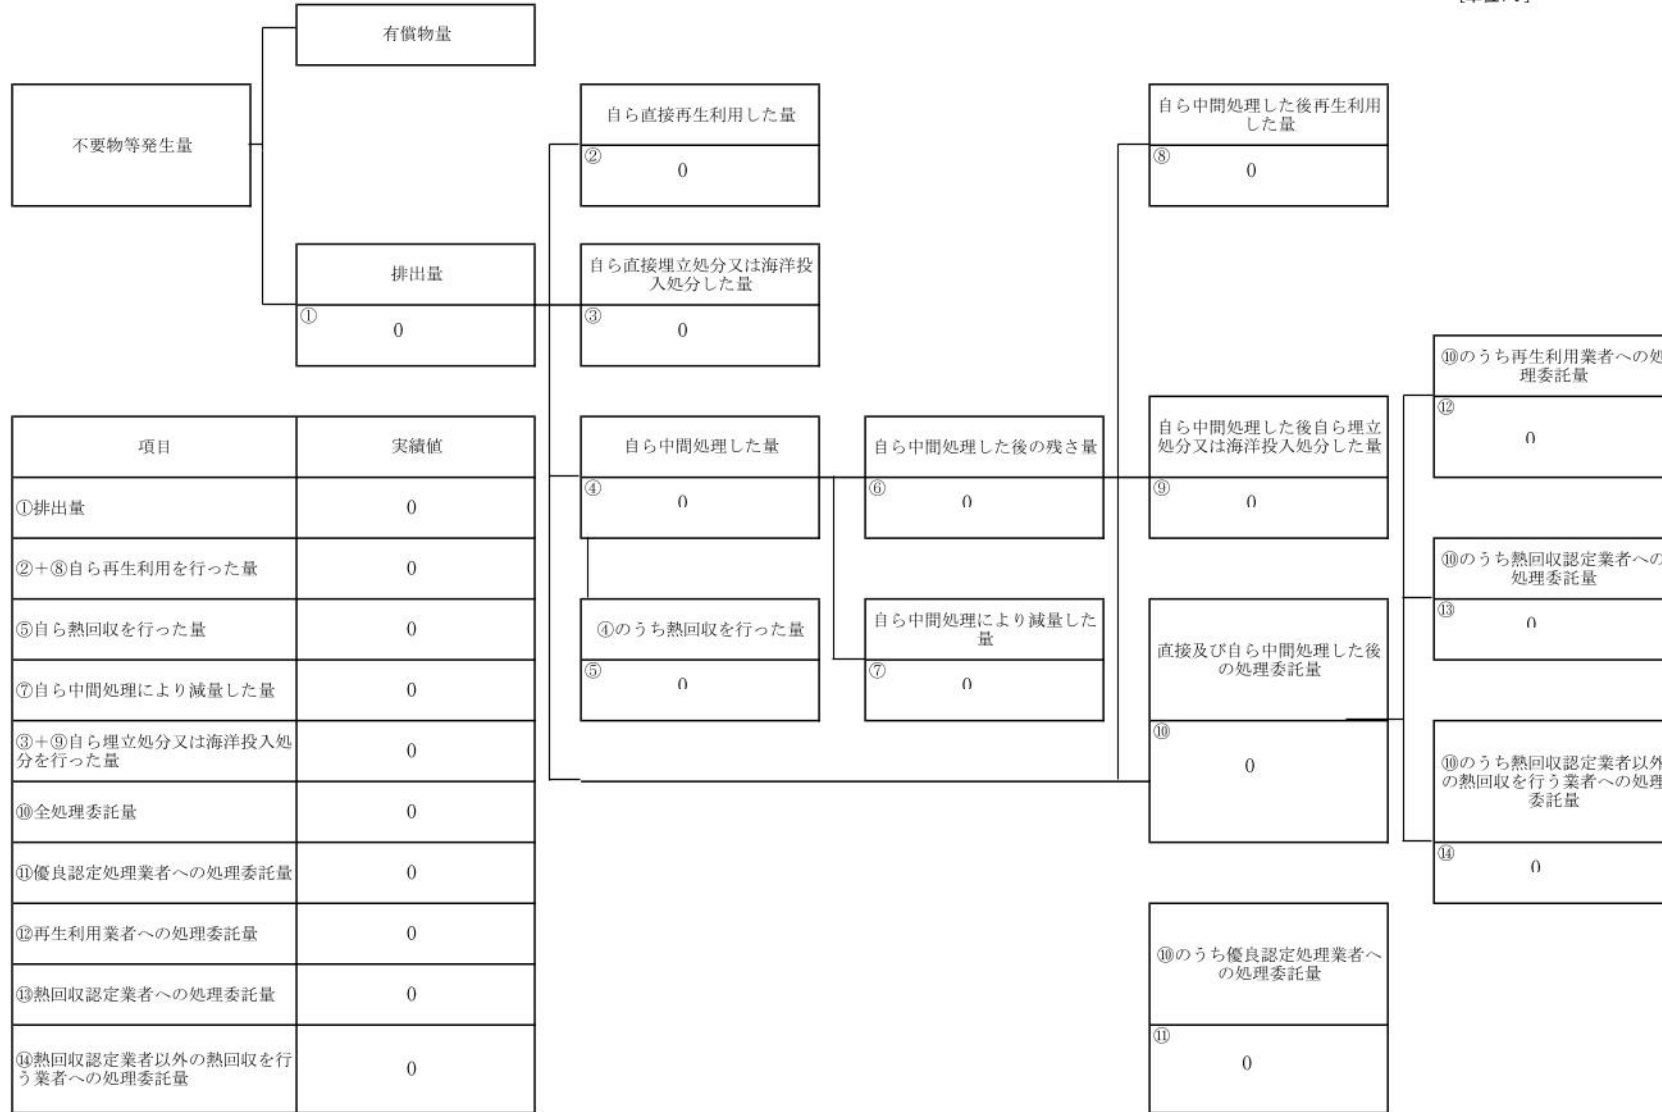 有償物量
不要物等発生量
自ら直接再生利用した量
②
0
自ら中間処理した後再生利用
した量
⑧
0
排出量
①
0
自ら直接埋立処分又は海洋投
入処分した量
③
0
⑩のうち再生利用業者への処
理委託量
⑫
0
自ら中間処理した量
④
0
自ら中間処理した後の残さ量
⑥
0
自ら中間処理した後自ら埋立
処分又は海洋投入処分した量
⑨
0
⑩のうち熱回収認定業者への
処理委託量
⑬
0
④のうち熱回収を行った量
⑤
0
自ら中間処理により減量した
量
⑦
0
直接及び自ら中間処理した後
の処理委託量
⑩
0
⑩のうち熱回収認定業者以外
の熱回収を行う業者への処理
委託量
⑭
0
⑩のうち優良認定処理業者へ
の処理委託量
⑪
0
項目 実績値
①排出量 0
②+⑧自ら再生利用を行った量 0
⑤自ら熱回収を行った量 0
⑦自ら中間処理により減量した量 0
③+⑨自ら埋立処分又は海洋投入処
分を行った量 0
⑩全処理委託量 0
⑪優良認定処理業者への処理委託量 0
⑫再生利用業者への処理委託量 0
⑬熱回収認定業者への処理委託量 0
⑭熱回収認定業者以外の熱回収を行
う業者への処理委託量 0